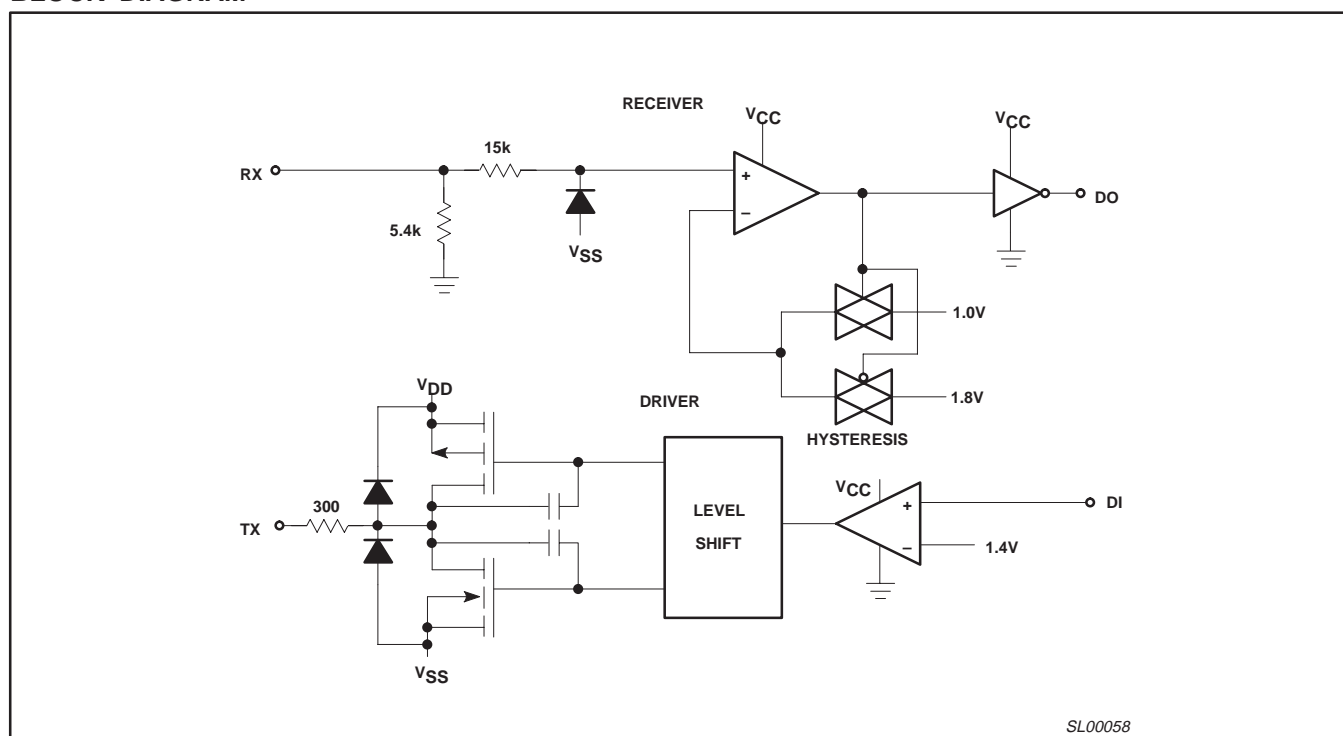 BLOCK DIAGRAM
RECEIVER
VCC
VCC
15k
RX
+
DO
5.4k
–
VSS
1.0V
VDD
DRIVER
1.8V
HYSTERESIS
VCC
300
LEVEL
SHIFT
+
DI
TX
–
1.4V
VSS
SL00058